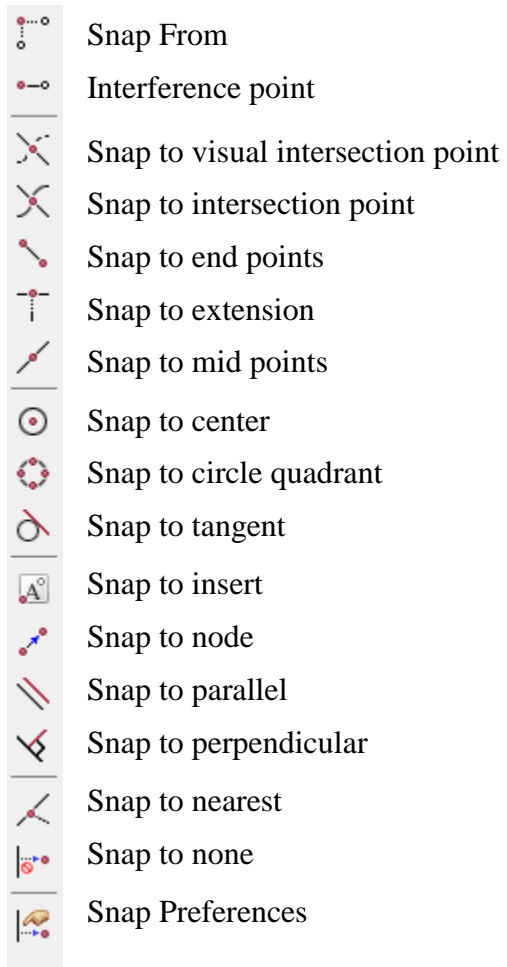 Snap From
Interference point
Snap to visual intersection point
Snap to intersection point
Snap to end points
Snap to extension
Snap to mid points
Snap to center
Snap to circle quadrant
Snap to tangent
A
Snap to insert
Snap to node
Snap to parallel
Snap to perpendicular
Snap to nearest
Snap to none
Snap Preferences